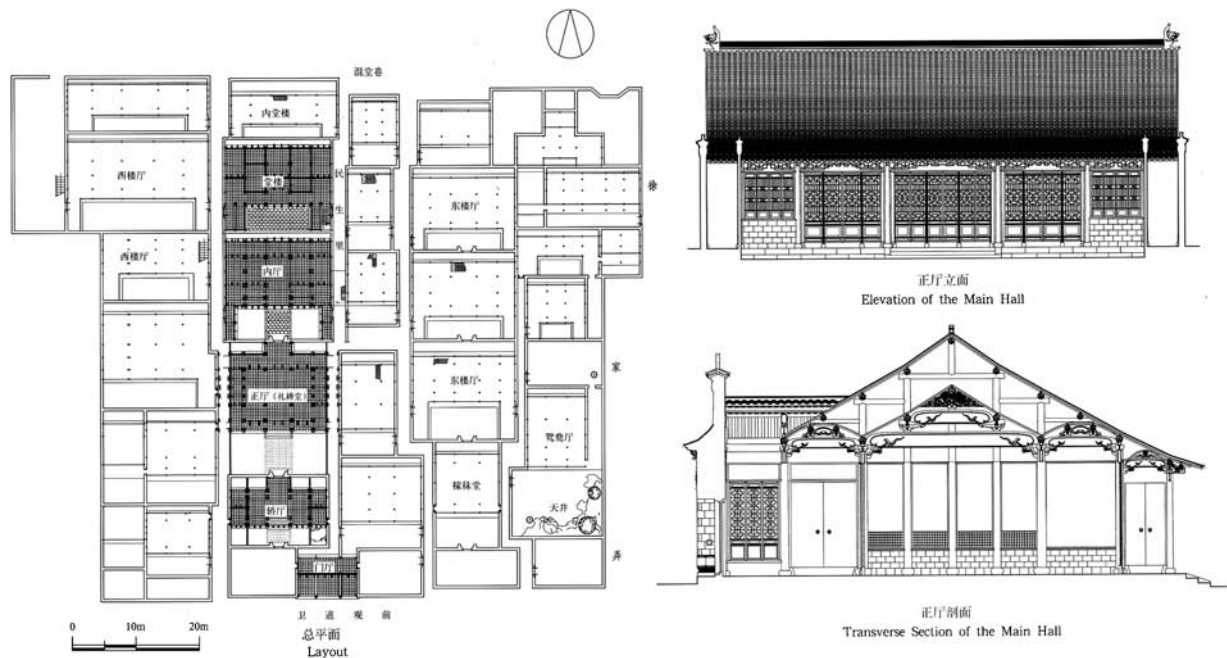 混堂巷
内堂楼
西楼厅
堂楼
民生里
东楼厅
徐家弄
西楼厅
内厅
正厅（礼耕堂）
东楼厅
鸳鸯厅
轿厅
稼秣堂
天井
门厅
卫道观前
0 10m 20m
总平面
Layout
正厅立面
Elevation of the Main Hall
正厅剖面
Transverse Section of the Main Hall